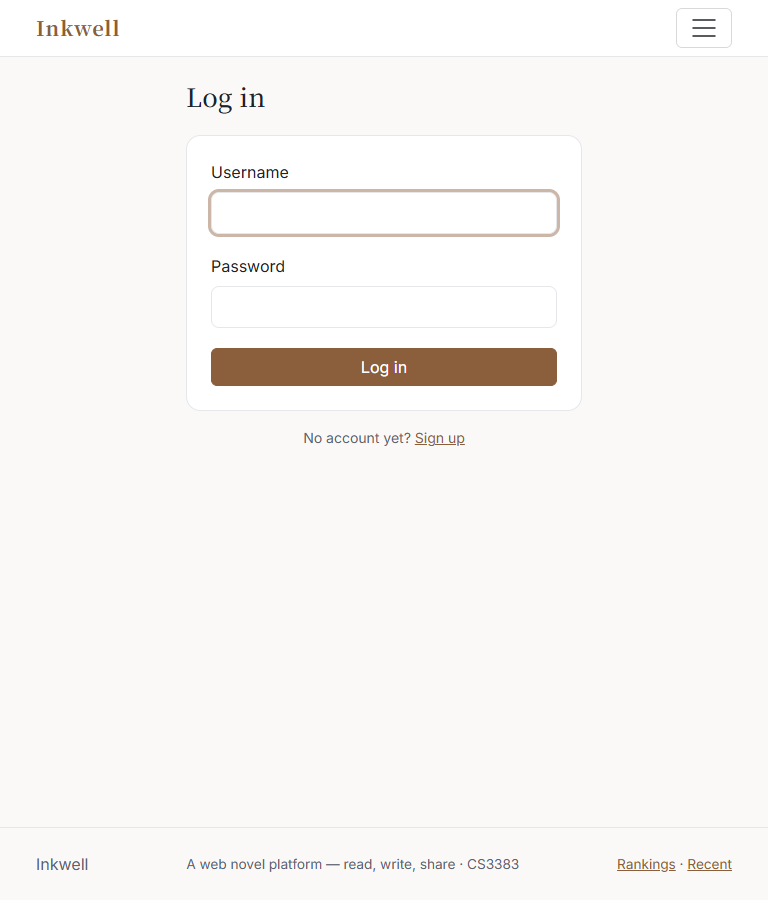 Inkwell
Log in
Username
Password
Log in
No account yet? Sign up
Inkwell
A web novel platform — read, write, share · CS3383
Rankings · Recent